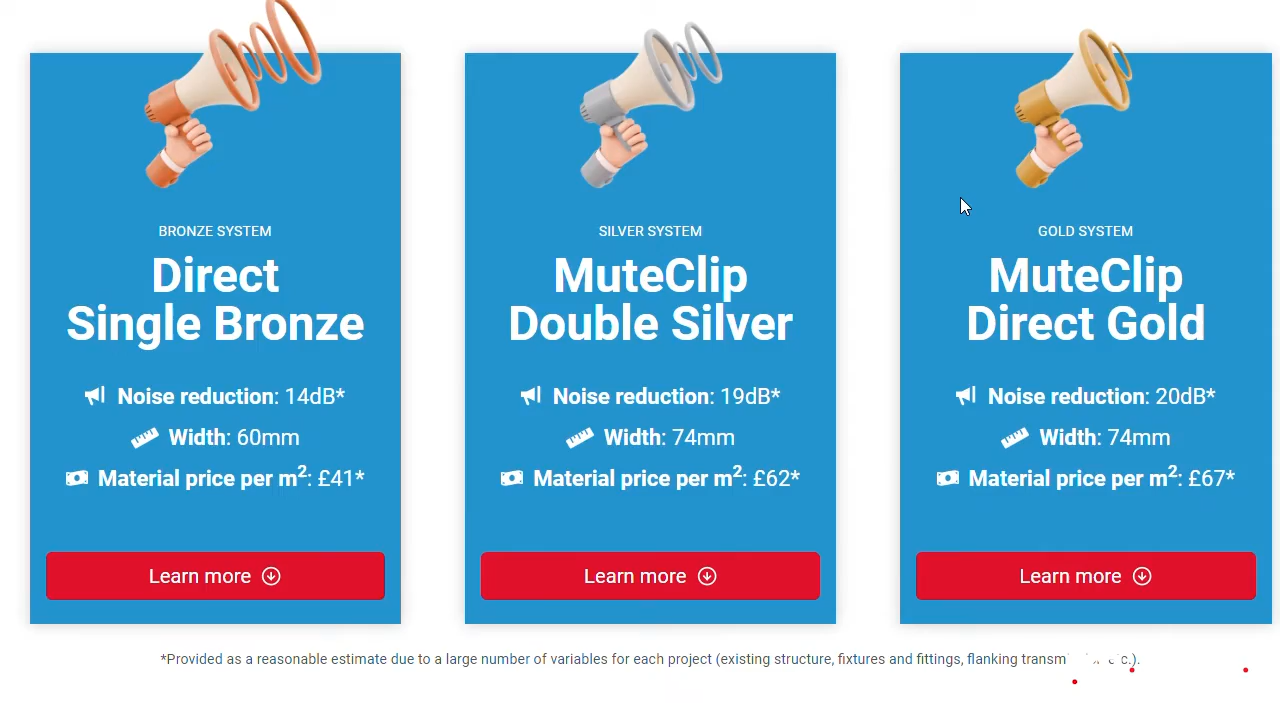 BRONZE SYSTEM
Direct
Single Bronze
Noise reduction: 14dB*
Width: 60mm
Material price per m²: £41*
Learn more
SILVER SYSTEM
MuteClip
Double Silver
Noise reduction: 19dB*
Width: 74mm
Material price per m²: £62*
Learn more
GOLD SYSTEM
MuteClip
Direct Gold
Noise reduction: 20dB*
Width: 74mm
Material price per m²: £67*
Learn more
*Provided as a reasonable estimate due to a large number of variables for each project (existing structure, fixtures and fittings, flanking